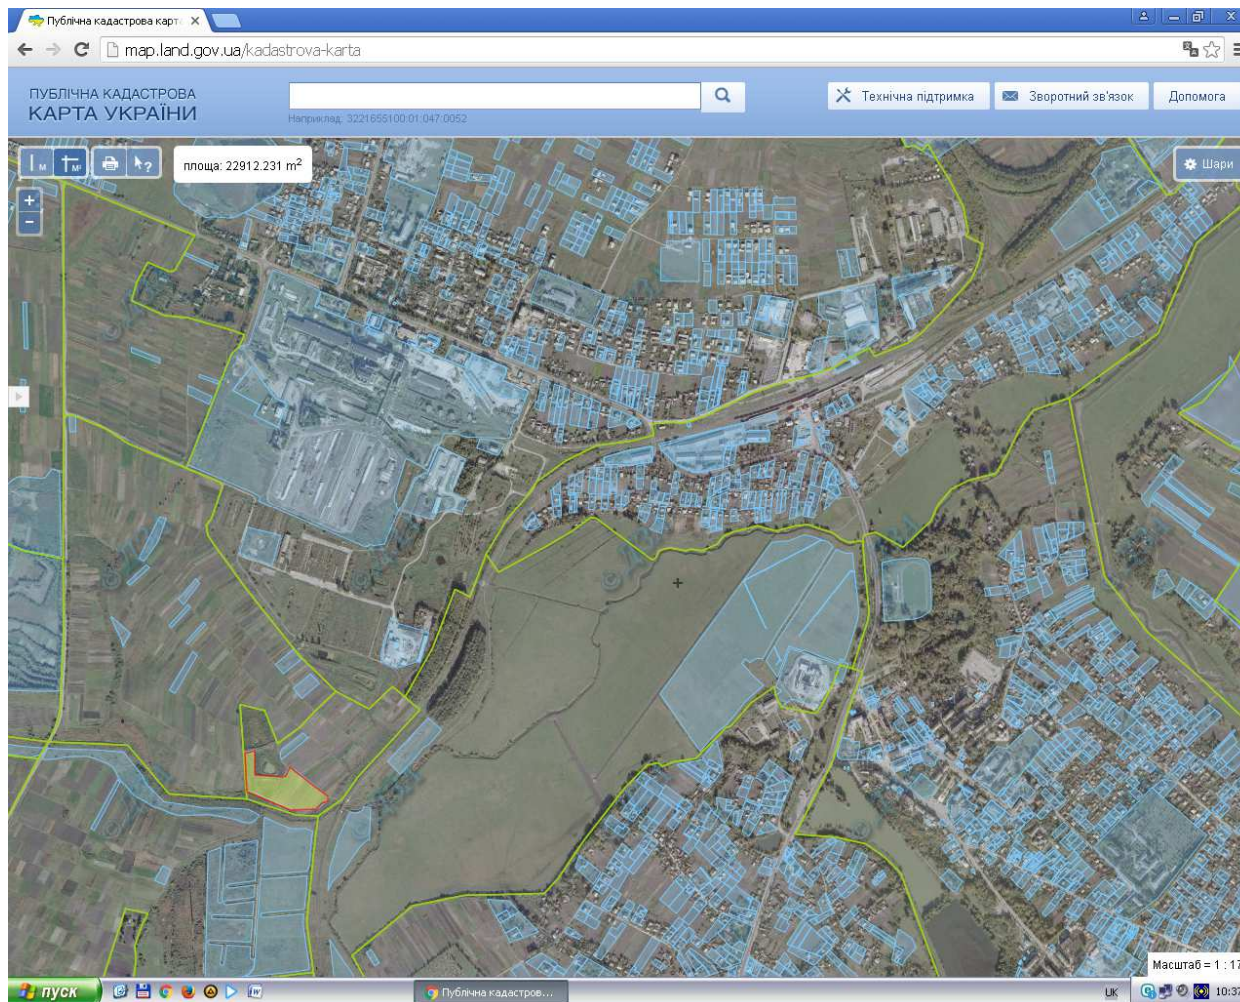 Публічна кадастрова карт
map.land.gov.ua/kadastrova-karta
ПУБЛІЧНА КАДАСТРОВА
КАРТА УКРАЇНИ
Наприклад: 3221655100:01:047:0052
Технічна підтримка
Зворотний зв'язок
Допомога
м
м²
площа: 22912.231 m²
Шари
+
−
Масштаб = 1 : 17
пуск
Публічна кадастров...
UK
10:37